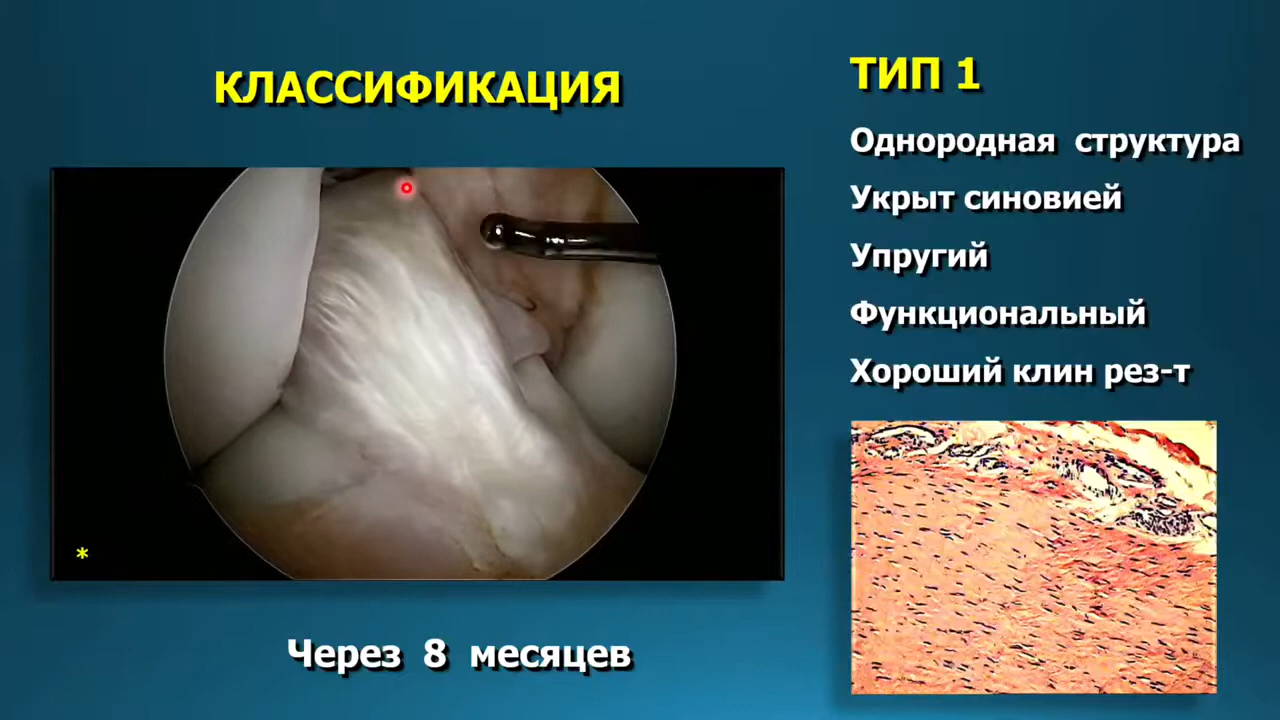 КЛАССИФИКАЦИЯ
*
Через 8 месяцев
ТИП 1
Однородная структура
Укрыт синовией
Упругий
Функциональный
Хороший клин рез-т